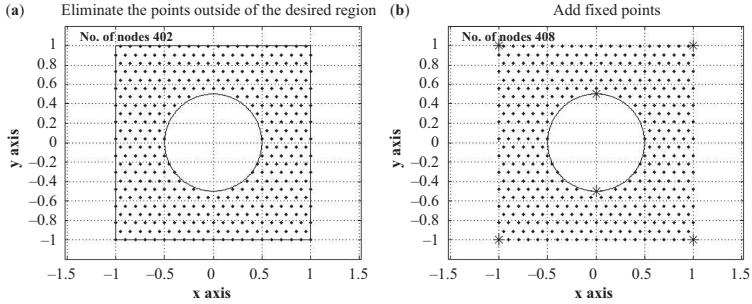 (a) Eliminate the points outside of the desired region
No. of nodes 402
1
0.8
0.6
0.4
0.2
0
–0.2
–0.4
–0.6
–0.8
–1
y axis
–1.5 –1 –0.5 0 0.5 1 1.5
x axis
(b) Add fixed points
No. of nodes 408
1
0.8
0.6
0.4
0.2
0
–0.2
–0.4
–0.6
–0.8
–1
y axis
–1.5 –1 –0.5 0 0.5 1 1.5
x axis